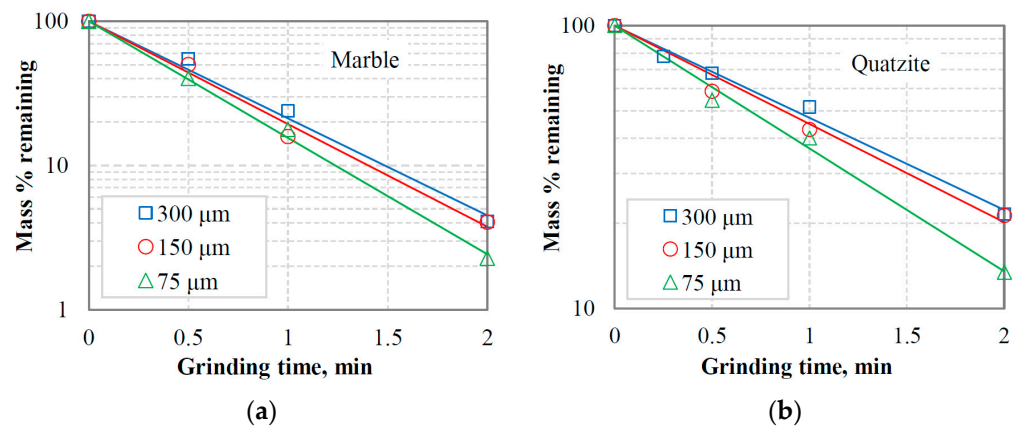 100
10
1
Mass % remaining
Marble
300 μm
150 μm
75 μm
0 0.5 1 1.5 2
Grinding time, min
(a)
100
10
Mass % remaining
Quatzite
300 μm
150 μm
75 μm
0 0.5 1 1.5 2
Grinding time, min
(b)